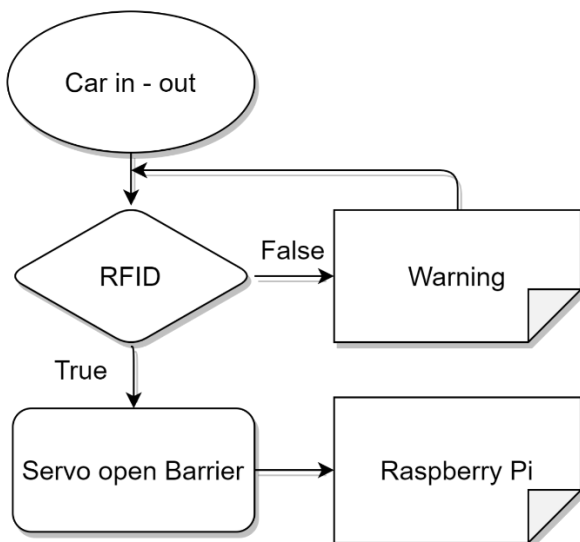 Car in - out
RFID
False
Warning
True
Servo open Barrier
Raspberry Pi